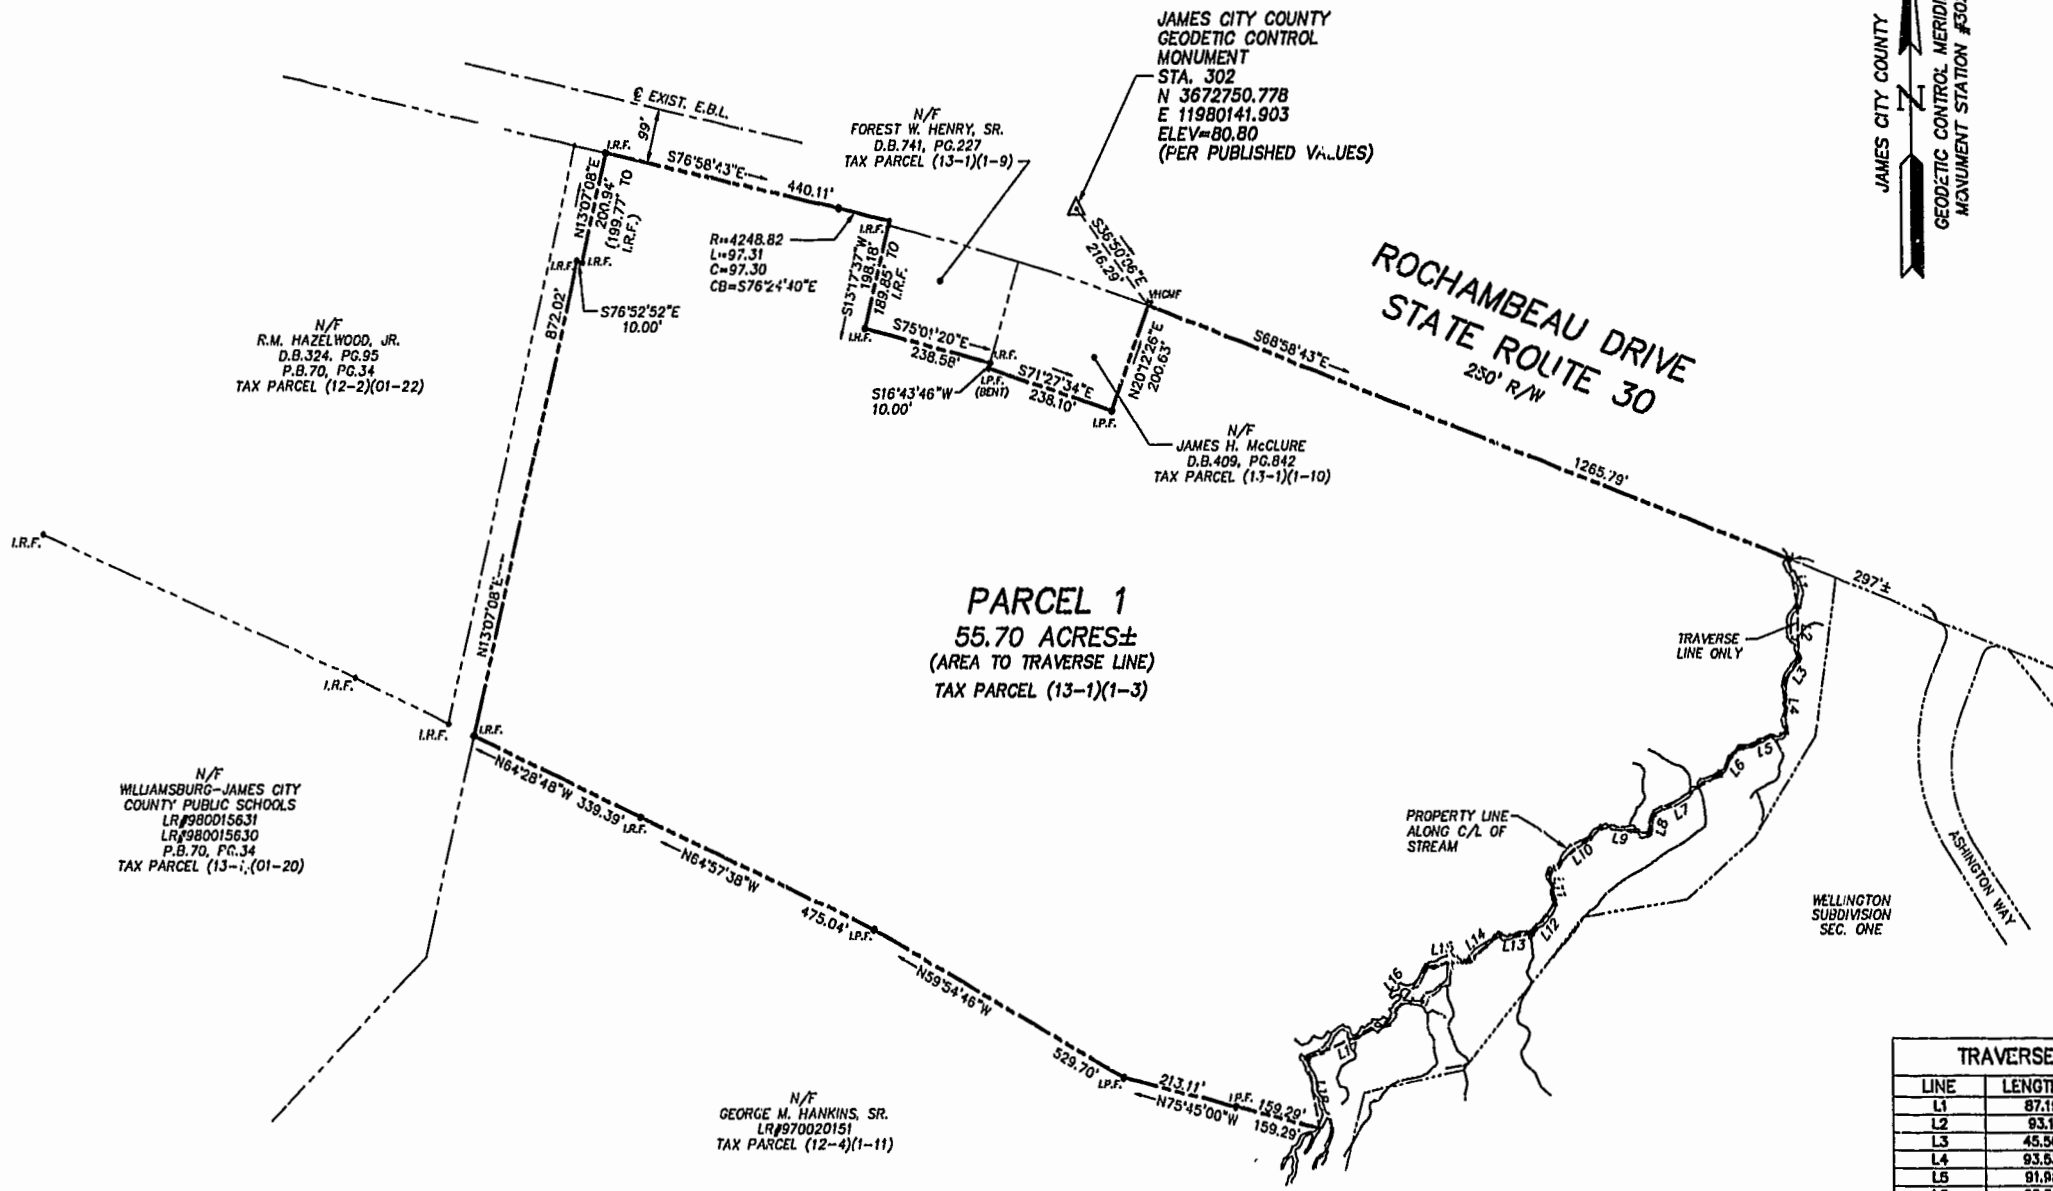 JAMES CITY COUNTY
GEODETIC CONTROL
MONUMENT
STA. 302
N 3672750.778
E 11980141.903
ELEV=80.80
(PER PUBLISHED VALUES)
JAMES CITY COUNTY
N
GEODETIC CONTROL
MONUMENT STATION
℄ EXIST. E.B.L.
99'
N/F
FOREST W. HENRY, SR.
D.B.741, PG.227
TAX PARCEL (13-1)(1-9)
I.R.F.
S76°58'43"E
440.11'
N13°07'08"E
200.94'
(199.77' TO
I.R.F.)
I.R.F.
I.R.F.
S76°52'52"E
10.00'
872.02'
R=4248.82
L=97.31
C=97.30
CB=S76°24'40"E
I.R.F.
S13°17'37"W
198.18'
189.85' TO
I.R.F.
I.R.F.
S75°01'20"E
238.58'
I.R.F.
S16°43'46"W
10.00'
I.P.F.
(BENT)
S71°27'34"E
238.10'
I.P.F.
N20°12'26"E
200.63'
S36°50'06"E
216.29'
VHCMF
S68°58'43"E
1265.79'
ROCHAMBEAU DRIVE
STATE ROUTE 30
250' R/W
N/F
R.M. HAZELWOOD, JR.
D.B.324, PG.95
P.B.70, PG.34
TAX PARCEL (12-2)(01-22)
N/F
JAMES H. McCLURE
D.B.409, PG.842
TAX PARCEL (13-1)(1-10)
I.R.F.
I.R.F.
I.R.F.
N13°07'08"E
I.R.F.
PARCEL 1
55.70 ACRES±
(AREA TO TRAVERSE LINE)
TAX PARCEL (13-1)(1-3)
297'±
TRAVERSE
LINE ONLY
L1
L2
L3
L4
L5
L6
L7
L8
L9
L10
L11
L12
L13
L14
L15
L16
L18
PROPERTY LINE
ALONG C/L OF
STREAM
ASHINGTON WAY
WELLINGTON
SUBDIVISION
SEC. ONE
N/F
WILLIAMSBURG-JAMES CITY
COUNTY PUBLIC SCHOOLS
LR#980015631
LR#980015630
P.B.70, PG.34
TAX PARCEL (01-20)
N64°28'48"W 339.39'
I.R.F.
N64°57'38"W
475.04'
I.P.F.
N59°54'46"W
529.70'
I.P.F.
213.11'
N75°45'00"W
I.P.F.
159.29'
159.29'
N/F
GEORGE M. HANKINS, SR.
LR#970020151
TAX PARCEL (12-4)(1-11)
TRAVERSE
LINE
L1 87.1
L2 93.1
L3 45.5
L4 93.5
L5 91.9